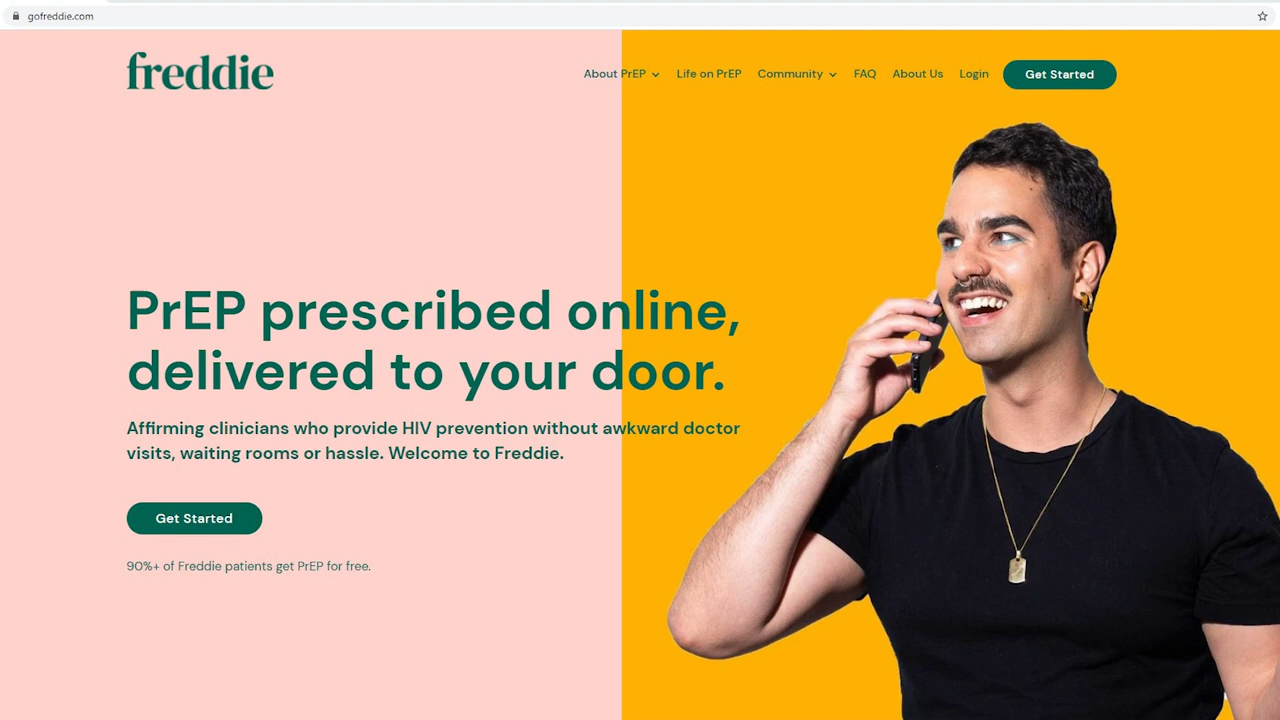 gofreddie.com
freddie
About PrEP Life on PrEP Community FAQ About Us Login Get Started
PrEP prescribed online,
delivered to your door.
Affirming clinicians who provide HIV prevention without awkward doctor
visits, waiting rooms or hassle. Welcome to Freddie.
Get Started
90%+ of Freddie patients get PrEP for free.